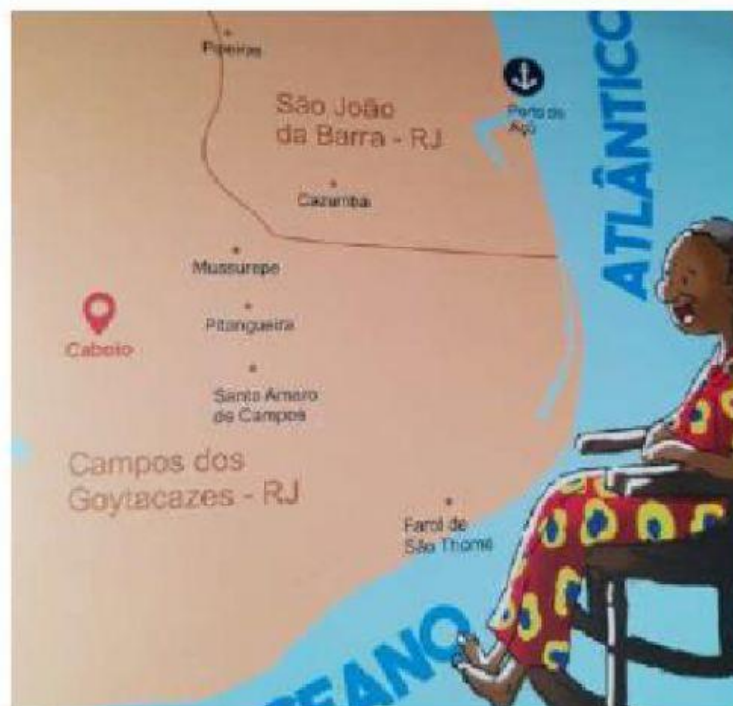 Pipeiras
São João
da Barra - RJ
Porto do
Açú
ATLÂNTICO
Cazumbá
Mussurepe
Caboio
Pitangueira
Santo Amaro
de Campos
Campos dos
Goytacazes - RJ
Farol de
São Thomé
OCEANO